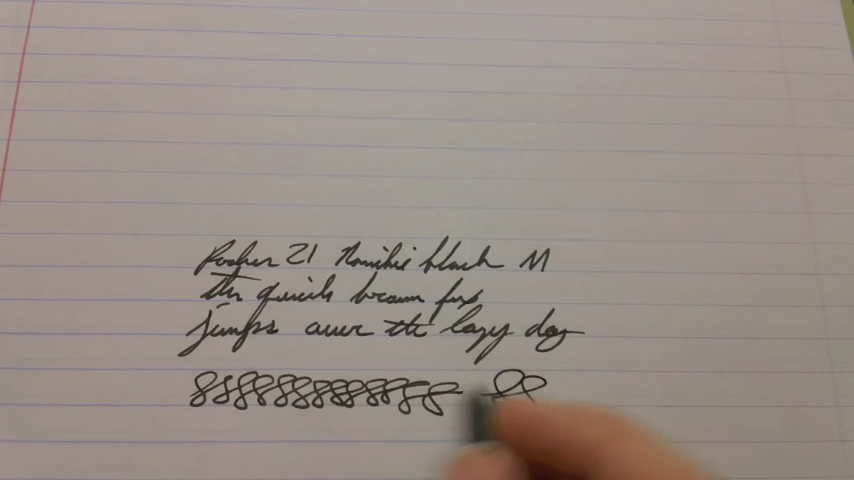 Parker 21 Namiki black M
the quick brown fox
jumps over the lazy dog